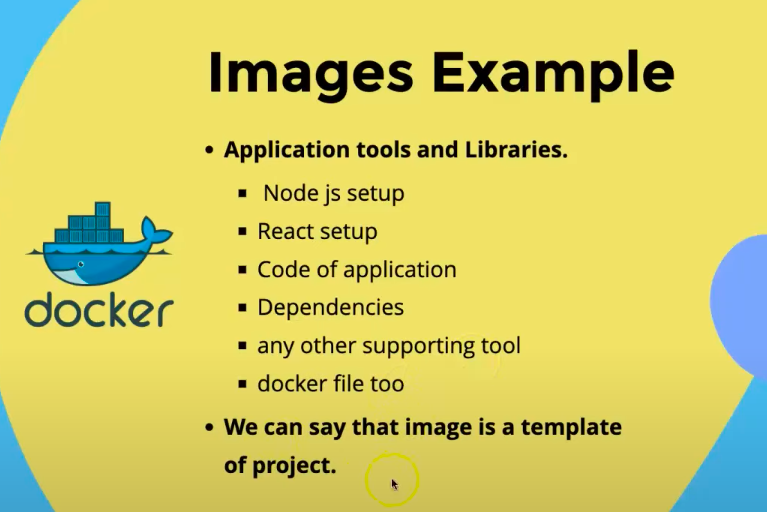 Images Example
Application tools and Libraries.
Node js setup
React setup
Code of application
Dependencies
any other supporting tool
docker file too
We can say that image is a template
of project.
docker